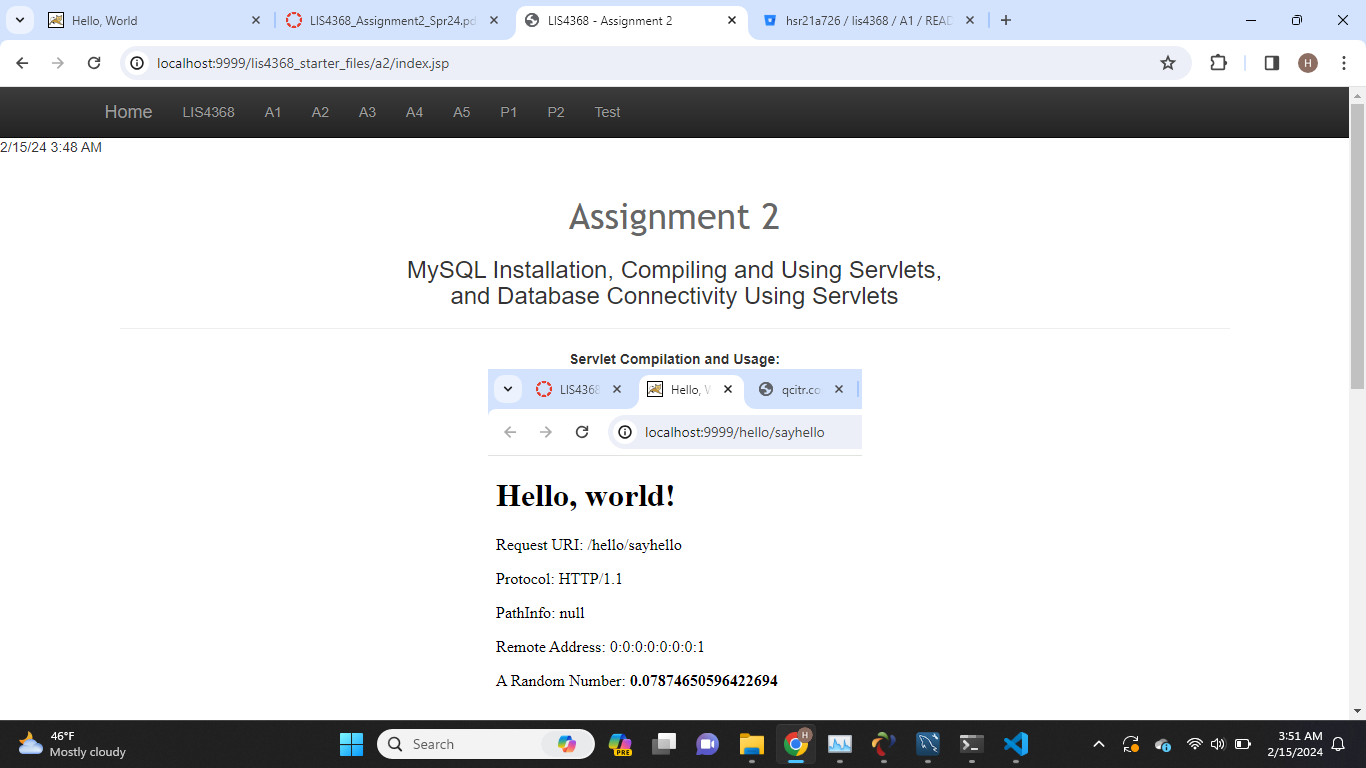 Hello, World
LIS4368_Assignment2_Spr24.pd
LIS4368 - Assignment 2
hsr21a726 / lis4368 / A1 / READ
localhost:9999/lis4368_starter_files/a2/index.jsp
H
Home LIS4368 A1 A2 A3 A4 A5 P1 P2 Test
2/15/24 3:48 AM
Assignment 2
MySQL Installation, Compiling and Using Servlets,
and Database Connectivity Using Servlets
Servlet Compilation and Usage:
LIS4368
Hello, W
qcitr.co
localhost:9999/hello/sayhello
Hello, world!
Request URI: /hello/sayhello
Protocol: HTTP/1.1
PathInfo: null
Remote Address: 0:0:0:0:0:0:0:1
A Random Number: 0.07874650596422694
46°F
Mostly cloudy
Search
PRE
H
3:51 AM
2/15/2024